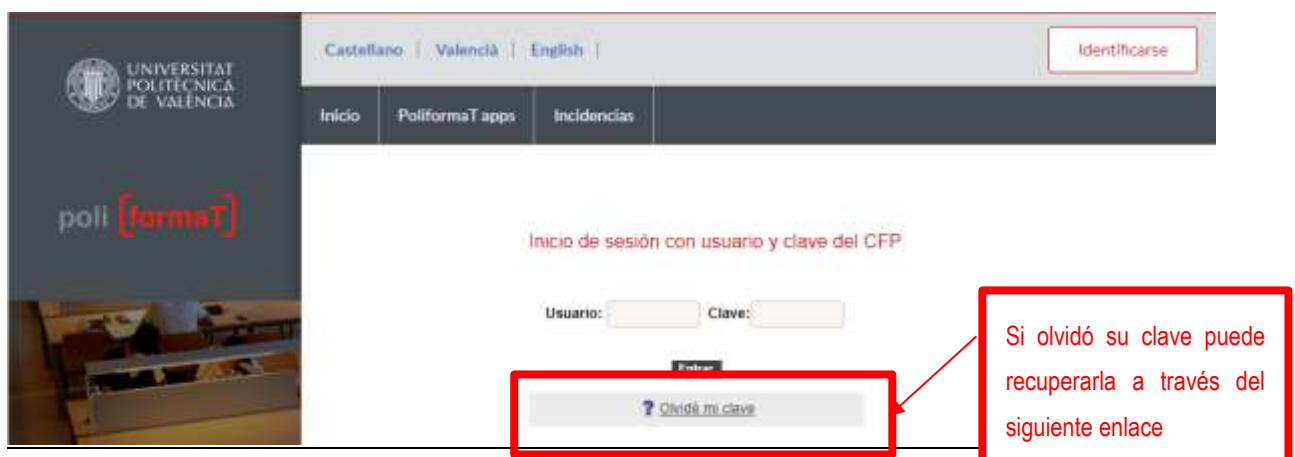 UNIVERSITAT
POLITÈCNICA
DE VALÈNCIA
Castellano | Valencià | English |
Identificarse
Inicio PoliformaT apps Incidencias
poli [formaT]
Inicio de sesión con usuario y clave del CFP
Usuario: Clave:
Entrar
? Olvidé mi clave
Si olvidó su clave puede
recuperarla a través del
siguiente enlace